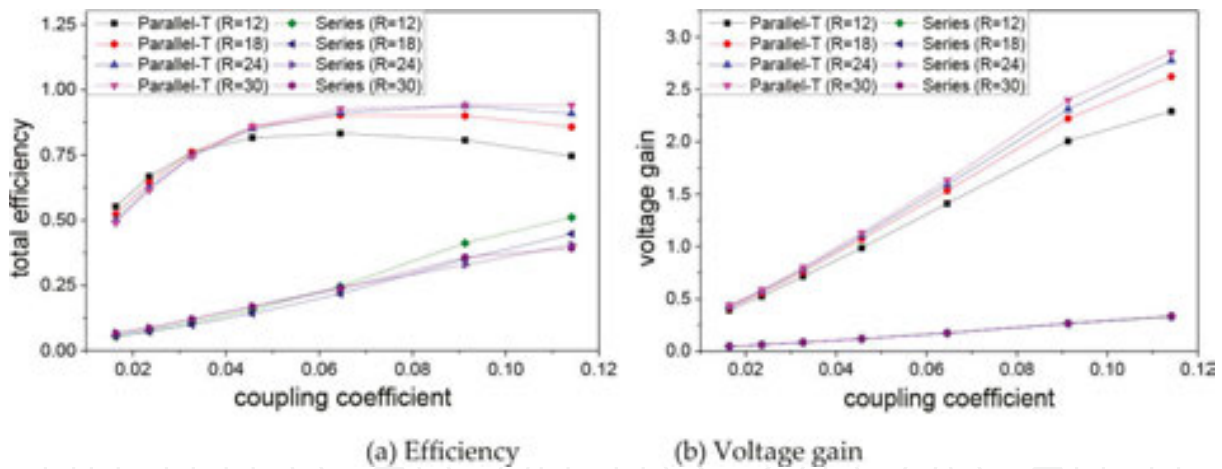 1.25
1.00
0.75
0.50
0.25
0.00
total efficiency
Parallel-T (R=12)
Parallel-T (R=18)
Parallel-T (R=24)
Parallel-T (R=30)
Series (R=12)
Series (R=18)
Series (R=24)
Series (R=30)
0.02 0.04 0.06 0.08 0.10 0.12
coupling coefficient
3.0
2.5
2.0
1.5
1.0
0.5
0.0
voltage gain
Parallel-T (R=12)
Parallel-T (R=18)
Parallel-T (R=24)
Parallel-T (R=30)
Series (R=12)
Series (R=18)
Series (R=24)
Series (R=30)
0.02 0.04 0.06 0.08 0.10 0.12
coupling coefficient
(a) Efficiency
(b) Voltage gain